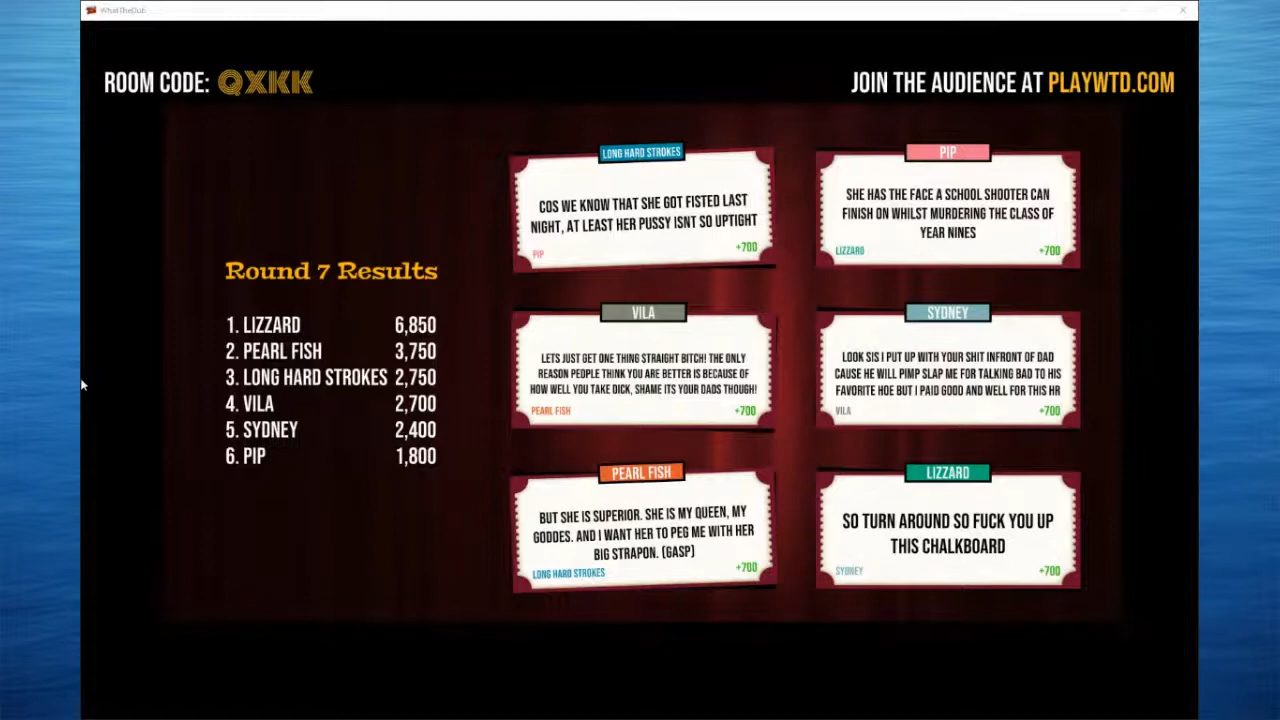 WhatTheDub
ROOM CODE: QXKK
JOIN THE AUDIENCE AT PLAYWTD.COM
Round 7 Results
1. LIZZARD 6,850
2. PEARL FISH 3,750
3. LONG HARD STROKES 2,750
4. VILA 2,700
5. SYDNEY 2,400
6. PIP 1,800
LONG HARD STROKES
COS WE KNOW THAT SHE GOT FISTED LAST
NIGHT, AT LEAST HER PUSSY ISNT SO UPTIGHT
PIP +700
PIP
SHE HAS THE FACE A SCHOOL SHOOTER CAN
FINISH ON WHILST MURDERING THE CLASS OF
YEAR NINES
LIZZARD +700
VILA
LETS JUST GET ONE THING STRAIGHT BITCH! THE ONLY
REASON PEOPLE THINK YOU ARE BETTER IS BECAUSE OF
HOW WELL YOU TAKE DICK, SHAME ITS YOUR DADS THOUGH!
PEARL FISH +700
SYDNEY
LOOK SIS I PUT UP WITH YOUR SHIT INFRONT OF DAD
CAUSE HE WILL PIMP SLAP ME FOR TALKING BAD TO HIS
FAVORITE HOE BUT I PAID GOOD AND WELL FOR THIS HR
VILA +700
PEARL FISH
BUT SHE IS SUPERIOR. SHE IS MY QUEEN, MY
GODDES. AND I WANT HER TO PEG ME WITH HER
BIG STRAPON. (GASP)
LONG HARD STROKES +700
LIZZARD
SO TURN AROUND SO FUCK YOU UP
THIS CHALKBOARD
SYDNEY +700